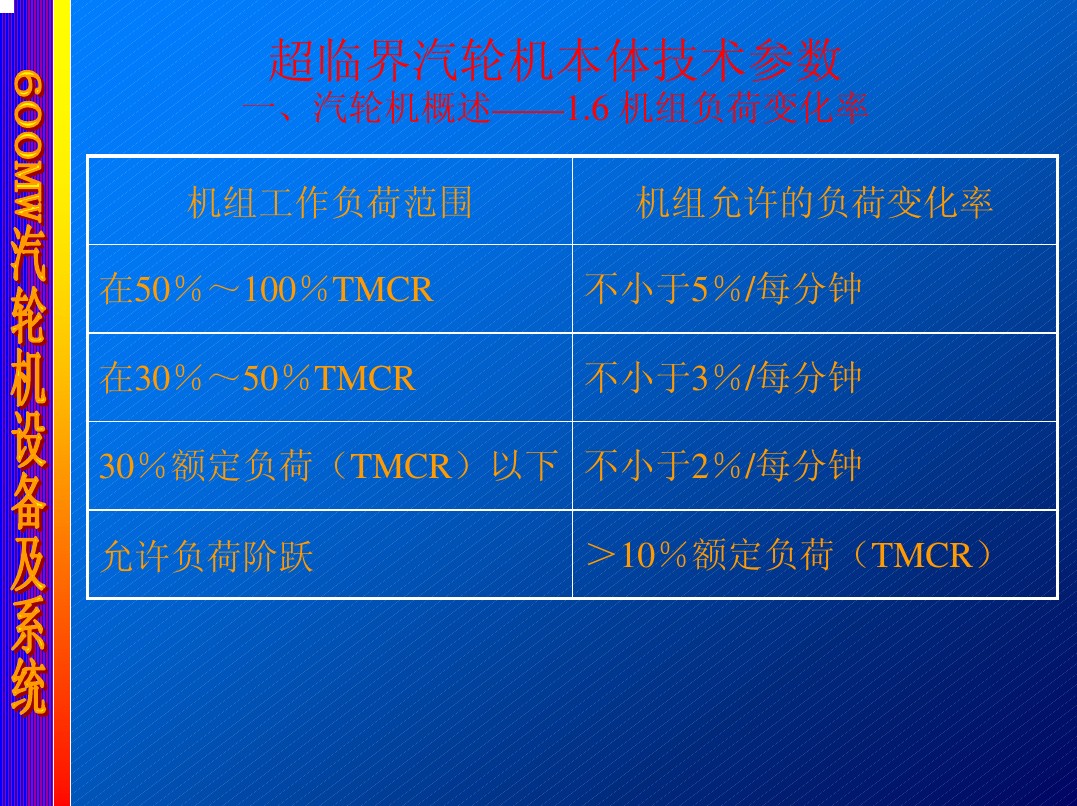 超临界汽轮机本体技术参数
一、汽轮机概述——1.6 机组负荷变化率
600MW汽轮机设备及系统
机组工作负荷范围 机组允许的负荷变化率
在50％～100％TMCR 不小于5％/每分钟
在30％～50％TMCR 不小于3％/每分钟
30％额定负荷（TMCR）以下 不小于2％/每分钟
允许负荷阶跃 ＞10％额定负荷（TMCR）